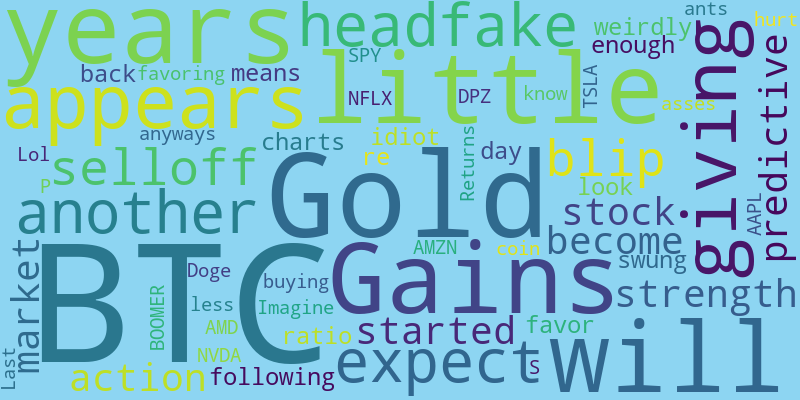 years
headfake
weirdly
ants
hurt
enough
SPY
back
favoring
means
little
giving
appears
NFLX
DPZ
know
TSLA
asses
predictive
anyways
charts
idiot
Lol
selloff
re
Returns
day
blip
P
Gold
look
another
stock
AAPL
become
market
BTC
Gains
AMZN
coin
swung
Doge
buying
strength
BOOMER
less
Imagine
AMD
ratio
started
favor
Will
NVDA
expect
S
Last
action
following